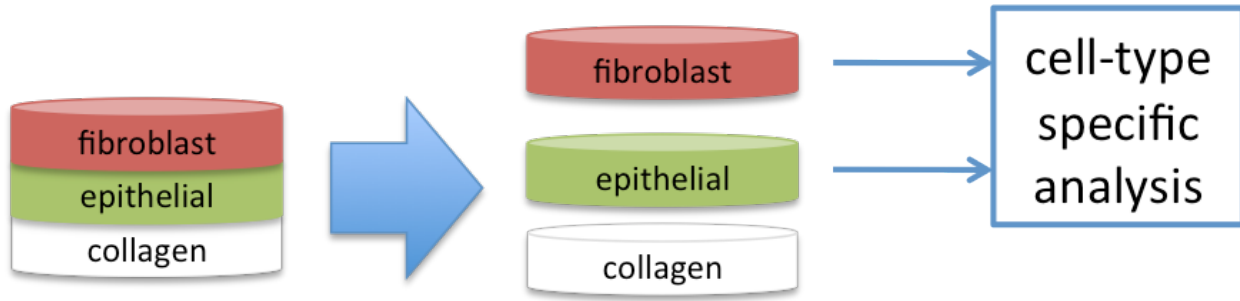 fibroblast
epithelial
collagen
fibroblast
epithelial
collagen
cell-type
specific
analysis